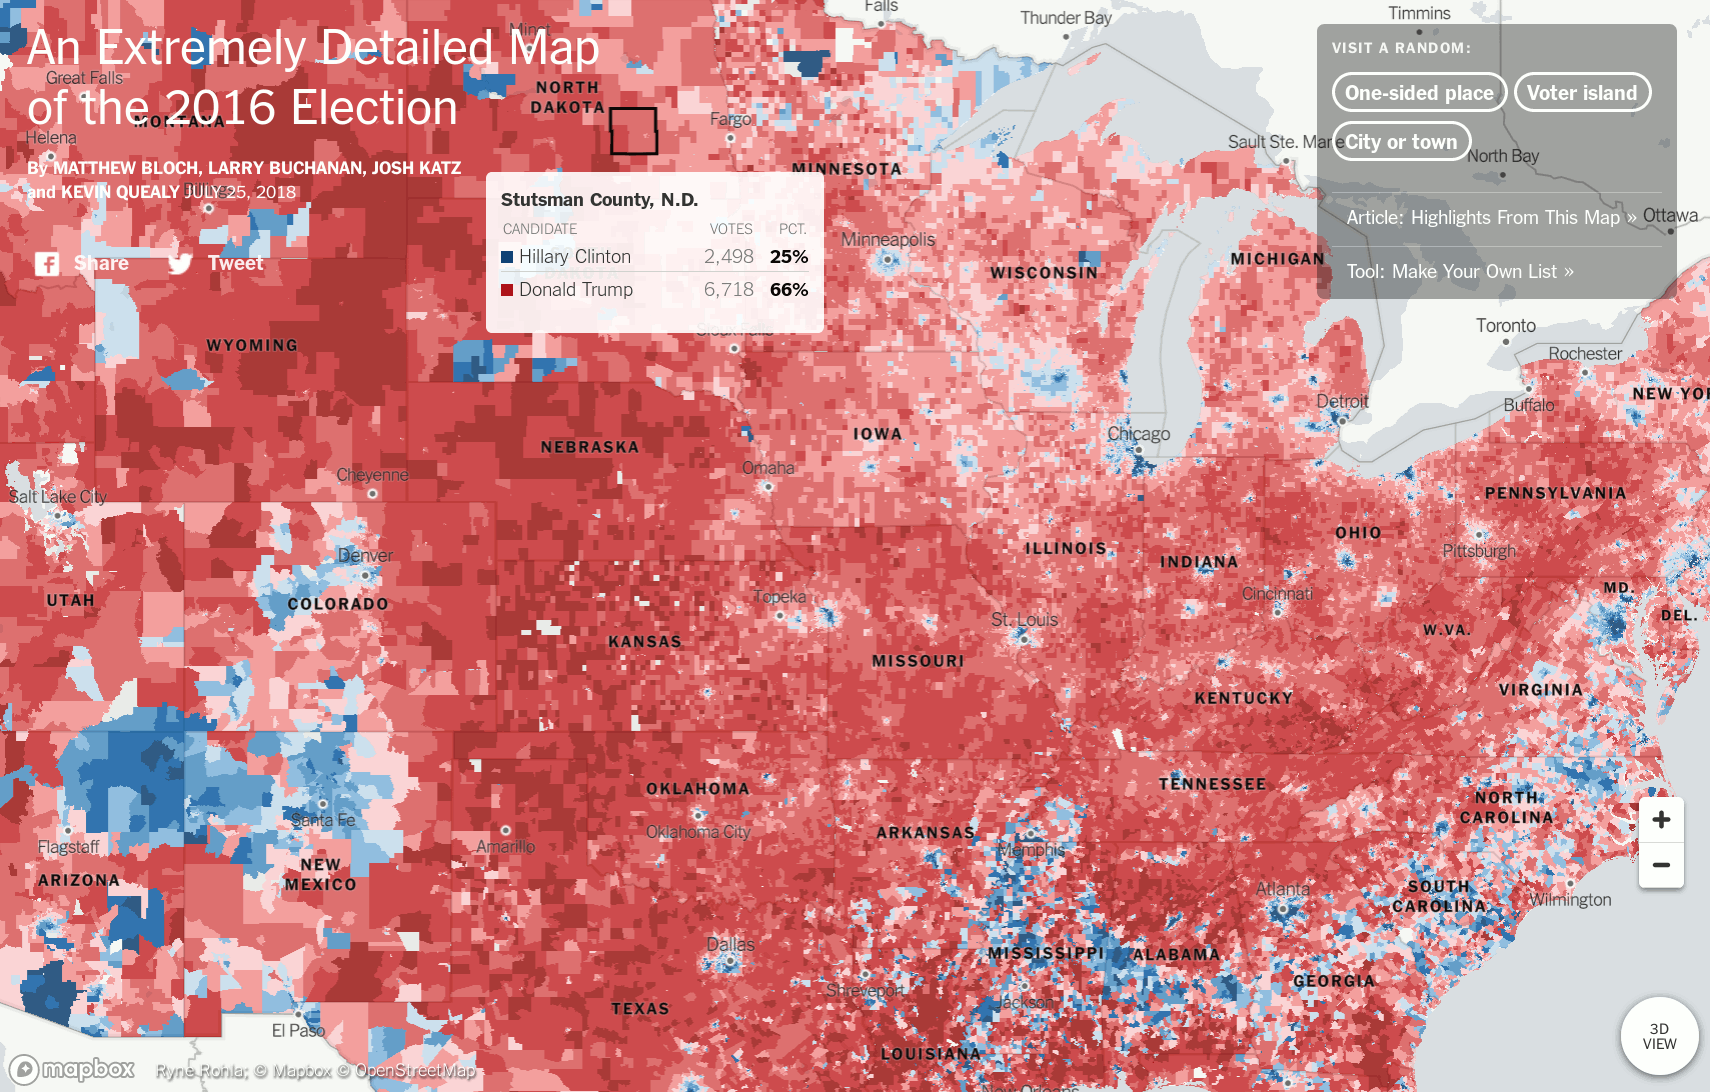 An Extremely Detailed Map
of the 2016 Election
By MATTHEW BLOCH, LARRY BUCHANAN, JOSH KATZ
and KEVIN QUEALY JULY 25, 2018
Share
Tweet
Stutsman County, N.D.
CANDIDATE VOTES PCT.
Hillary Clinton 2,498 25%
Donald Trump 6,718 66%
VISIT A RANDOM:
One-sided place
Voter island
City or town
Article: Highlights From This Map »
Tool: Make Your Own List »
Falls
Thunder Bay
Timmins
Minot
Great Falls
NORTH
DAKOTA
MONTANA
Helena
Fargo
MINNESOTA
Sault Ste. Marie
North Bay
Ottawa
Minneapolis
WISCONSIN
MICHIGAN
DAKOTA
Sioux Falls
Toronto
Rochester
WYOMING
Detroit
Buffalo
NEW YOR
NEBRASKA
IOWA
Chicago
Omaha
Cheyenne
Salt Lake City
PENNSYLVANIA
OHIO
Pittsburgh
ILLINOIS
INDIANA
Denver
UTAH
COLORADO
Topeka
Cincinnati
MD.
DEL.
St. Louis
W.VA.
KANSAS
MISSOURI
KENTUCKY
VIRGINIA
OKLAHOMA
TENNESSEE
NORTH
CAROLINA
Santa Fe
Oklahoma City
ARKANSAS
Flagstaff
Amarillo
Memphis
NEW
MEXICO
ARIZONA
Atlanta
SOUTH
CAROLINA
Wilmington
Dallas
MISSISSIPPI
ALABAMA
GEORGIA
Shreveport
Jackson
TEXAS
El Paso
LOUISIANA
New Orleans
+
−
3D
VIEW
mapbox
Ryne Rohla; © Mapbox © OpenStreetMap